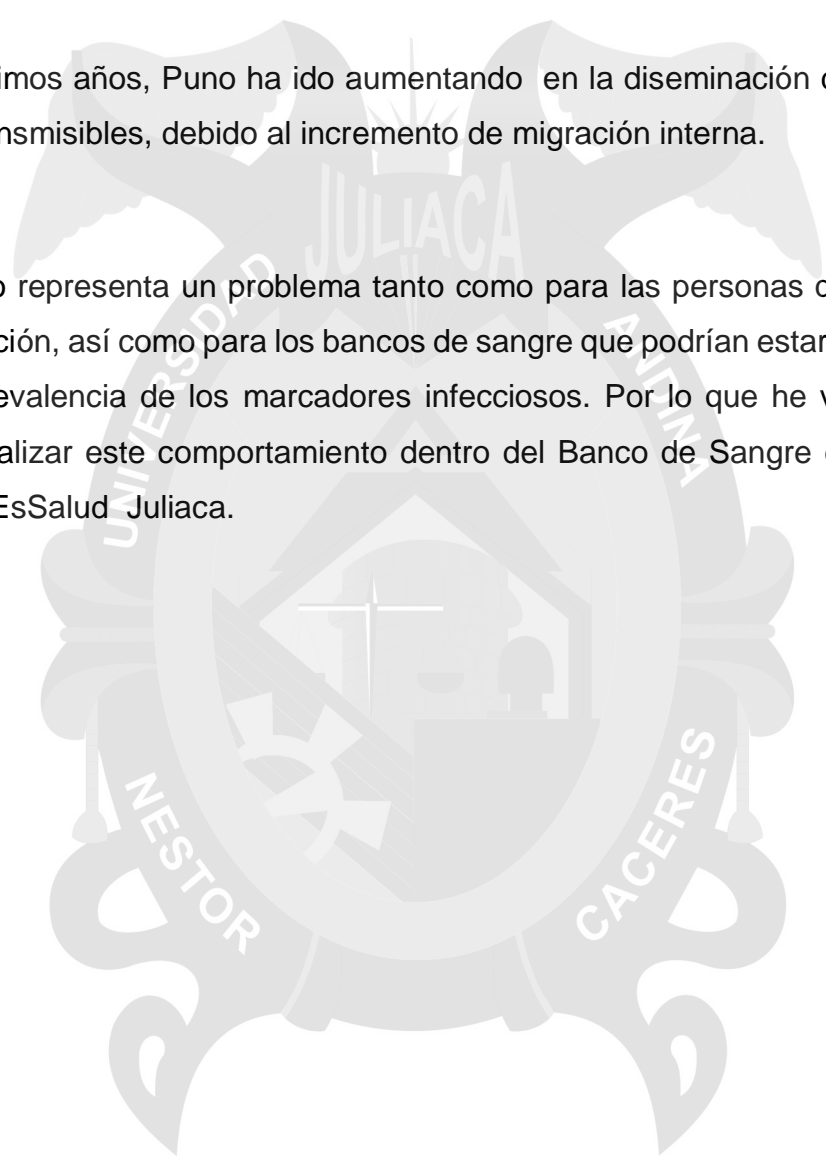 imos años, Puno ha ido aumentando en la diseminación
nsmisibles, debido al incremento de migración interna.
representa un problema tanto como para las personas
ción, así como para los bancos de sangre que podrían estar
evalencia de los marcadores infecciosos. Por lo que he
alizar este comportamiento dentro del Banco de Sangre
EsSalud Juliaca.
JULIACA
UNIVERSIDAD
ANDINA
NESTOR
CACERES